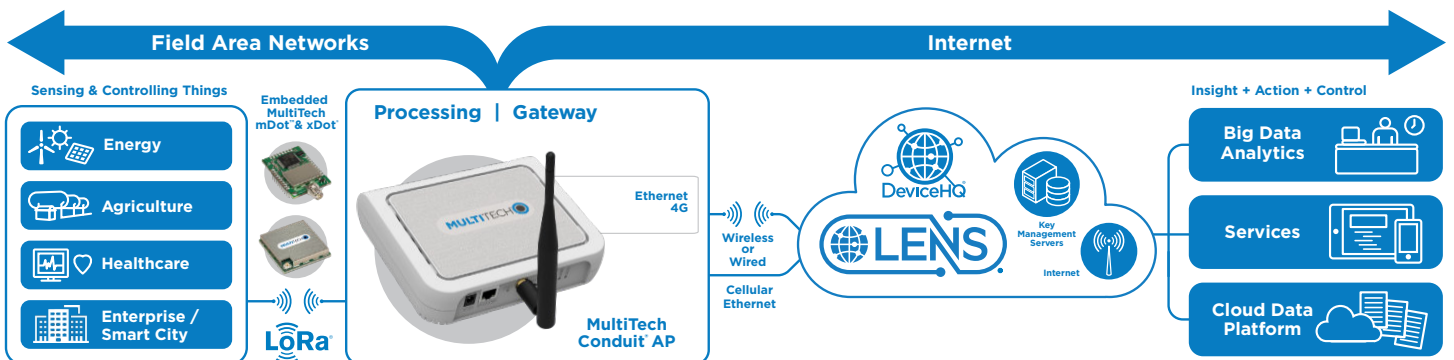 Field Area Networks
Internet
Sensing & Controlling Things
Energy
Agriculture
Healthcare
Enterprise /
Smart City
Embedded
MultiTech
mDot™ & xDot®
LoRa®
Processing | Gateway
MULTITECH
Ethernet
4G
MultiTech
Conduit® AP
Wireless
or
Wired
Cellular
Ethernet
DeviceHQ®
LENS
Key
Management
Servers
Internet
Insight + Action + Control
Big Data
Analytics
Services
Cloud Data
Platform